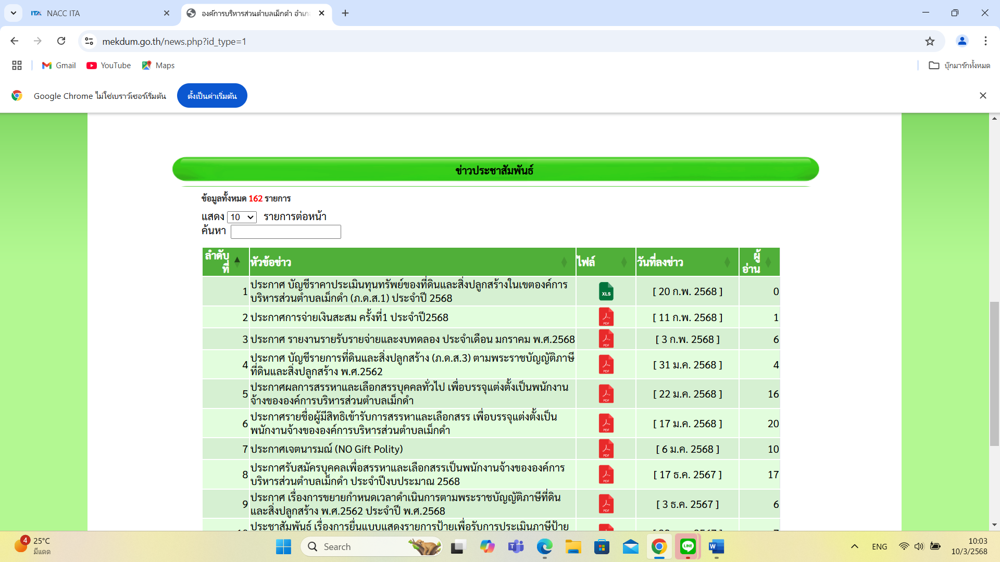 NACC ITA
องค์การบริหารส่วนตำบลเม็กดำ อำเภ
mekdum.go.th/news.php?id_type=1
Gmail YouTube Maps บุ๊กมาร์กทั้งหมด
Google Chrome ไม่ใช่เบราว์เซอร์เริ่มต้น ตั้งเป็นค่าเริ่มต้น
ข่าวประชาสัมพันธ์
ข้อมูลทั้งหมด 162 รายการ
แสดง 10 รายการต่อหน้า
ค้นหา
ลำดับที่ หัวข้อข่าว ไฟล์ วันที่ลงข่าว ผู้อ่าน
1 ประกาศ บัญชีราคาประเมินทุนทรัพย์ของที่ดินและสิ่งปลูกสร้างในเขตองค์การ
บริหารส่วนตำบลเม็กดำ (ภ.ด.ส.1) ประจำปี 2568 XLS [ 20 ก.พ. 2568 ] 0
2 ประกาศการจ่ายเงินสะสม ครั้งที่1 ประจำปี2568 PDF [ 11 ก.พ. 2568 ] 1
3 ประกาศ รายงานรายรับรายจ่ายและงบทดลอง ประจำเดือน มกราคม พ.ศ.2568 PDF [ 3 ก.พ. 2568 ] 6
4 ประกาศ บัญชีรายการที่ดินและสิ่งปลูกสร้าง (ภ.ด.ส.3) ตามพระราชบัญญัติภาษี
ที่ดินและสิ่งปลูกสร้าง พ.ศ.2562 PDF [ 31 ม.ค. 2568 ] 4
5 ประกาศผลการสรรหาและเลือกสรรบุคคลทั่วไป เพื่อบรรจุแต่งตั้งเป็นพนักงาน
จ้างขององค์การบริหารส่วนตำบลเม็กดำ PDF [ 22 ม.ค. 2568 ] 16
6 ประกาศรายชื่อผู้มีสิทธิเข้ารับการสรรหาและเลือกสรร เพื่อบรรจุแต่งตั้งเป็น
พนักงานจ้างขององค์การบริหารส่วนตำบลเม็กดำ PDF [ 17 ม.ค. 2568 ] 20
7 ประกาศเจตนารมณ์ (NO Gift Polity) PDF [ 6 ม.ค. 2568 ] 10
8 ประกาศรับสมัครบุคคลเพื่อสรรหาและเลือกสรรเป็นพนักงานจ้างขององค์การ
บริหารส่วนตำบลเม็กดำ ประจำปีงบประมาณ 2568 PDF [ 17 ธ.ค. 2567 ] 17
9 ประกาศ เรื่องการขยายกำหนดเวลาดำเนินการตามพระราชบัญญัติภาษีที่ดิน
และสิ่งปลูกสร้าง พ.ศ.2562 ประจำปี พ.ศ.2568 PDF [ 3 ธ.ค. 2567 ] 6
ประชาสัมพันธ์ เรื่องการยื่นแบบแสดงรายการป้ายเพื่อรับการประเมินภาษีป้าย
4 25°C
มีแดด
Search
ENG
10:03
10/3/2568